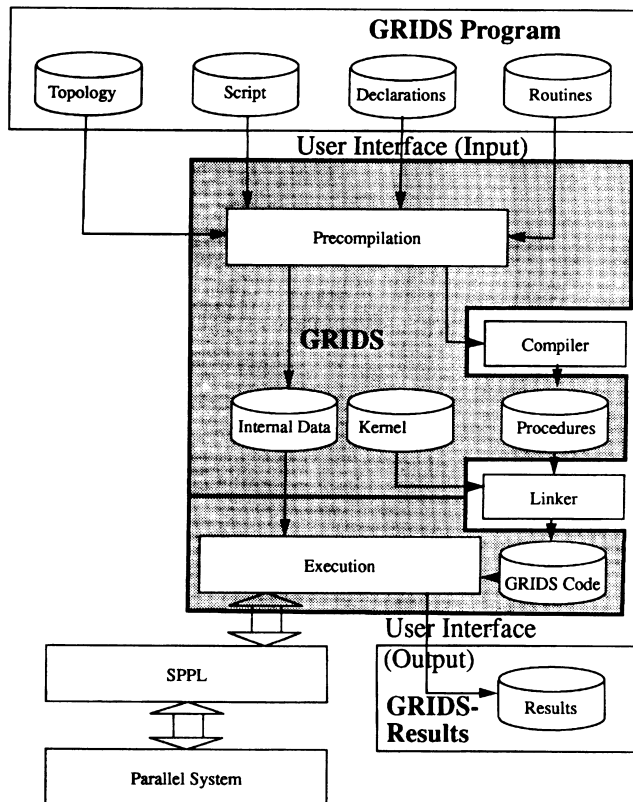 GRIDS Program
Topology
Script
Declarations
Routines
User Interface (Input)
Precompilation
GRIDS
Compiler
Internal Data
Kernel
Procedures
Linker
Execution
GRIDS Code
User Interface
(Output)
SPPL
GRIDS-
Results
Results
Parallel System